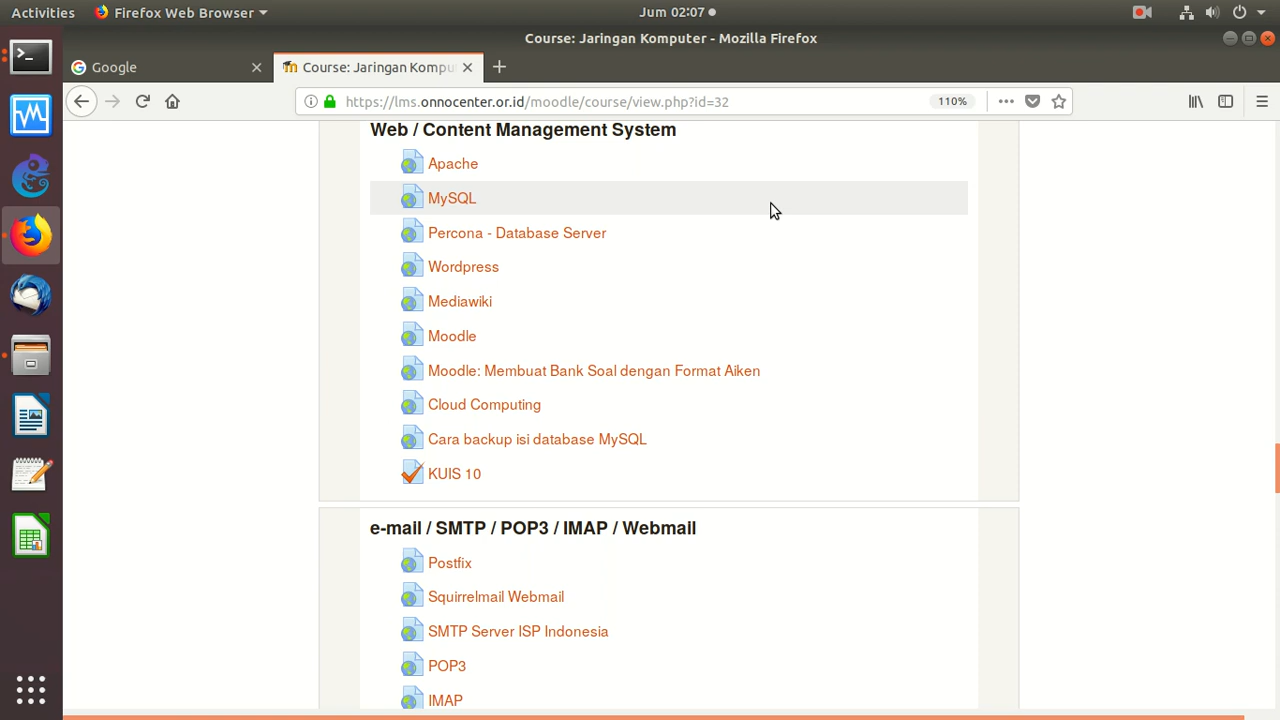 Activities
Firefox Web Browser
Jum 02:07
Course: Jaringan Komputer - Mozilla Firefox
Google
Course: Jaringan Kompu
https://lms.onnocenter.or.id/moodle/course/view.php?id=32
110%
Web / Content Management System
Apache
MySQL
Percona - Database Server
Wordpress
Mediawiki
Moodle
Moodle: Membuat Bank Soal dengan Format Aiken
Cloud Computing
Cara backup isi database MySQL
KUIS 10
e-mail / SMTP / POP3 / IMAP / Webmail
Postfix
Squirrelmail Webmail
SMTP Server ISP Indonesia
POP3
IMAP